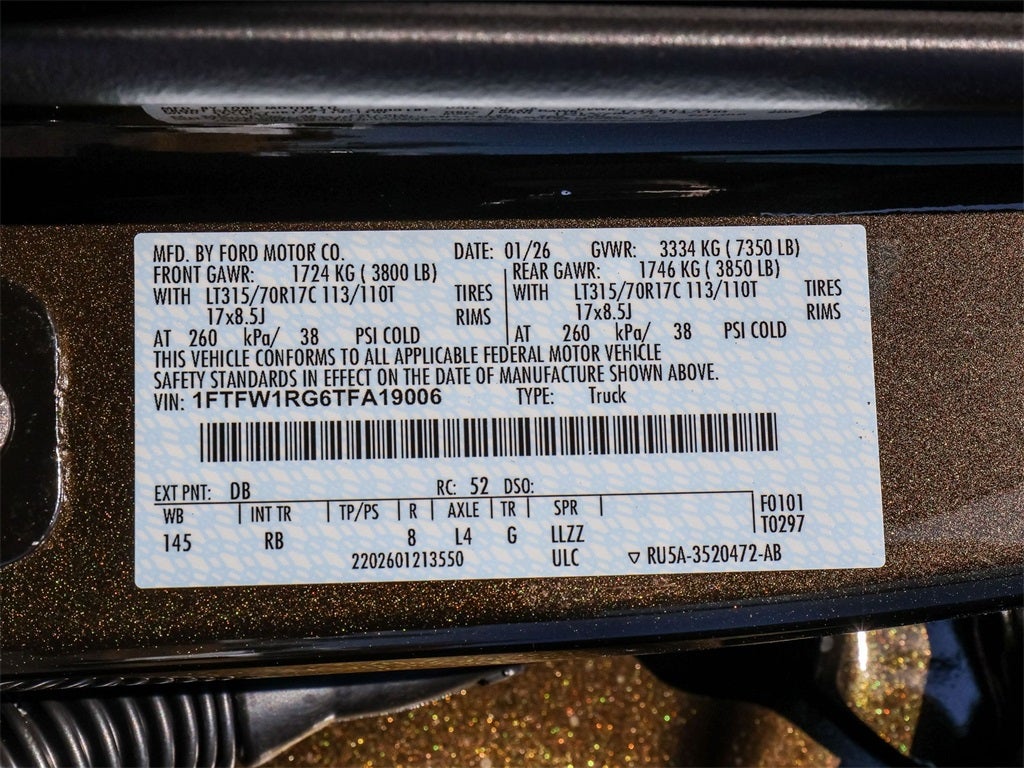 MFD. BY FORD MOTOR CO. DATE: 01/26 GVWR: 3334 KG ( 7350 LB)
FRONT GAWR: 1724 KG ( 3800 LB) REAR GAWR: 1746 KG ( 3850 LB)
WITH LT315/70R17C 113/110T TIRES WITH LT315/70R17C 113/110T TIRES
17x8.5J RIMS 17x8.5J RIMS
AT 260 kPa/ 38 PSI COLD AT 260 kPa/ 38 PSI COLD
THIS VEHICLE CONFORMS TO ALL APPLICABLE FEDERAL MOTOR VEHICLE
SAFETY STANDARDS IN EFFECT ON THE DATE OF MANUFACTURE SHOWN ABOVE.
VIN: 1FTFW1RG6TFA19006 TYPE: Truck
EXT PNT: DB RC: 52 DSO:
WB INT TR TP/PS R AXLE TR SPR F0101
145 RB 8 L4 G LLZZ T0297
2202601213550 ULC ▽ RU5A-3520472-AB